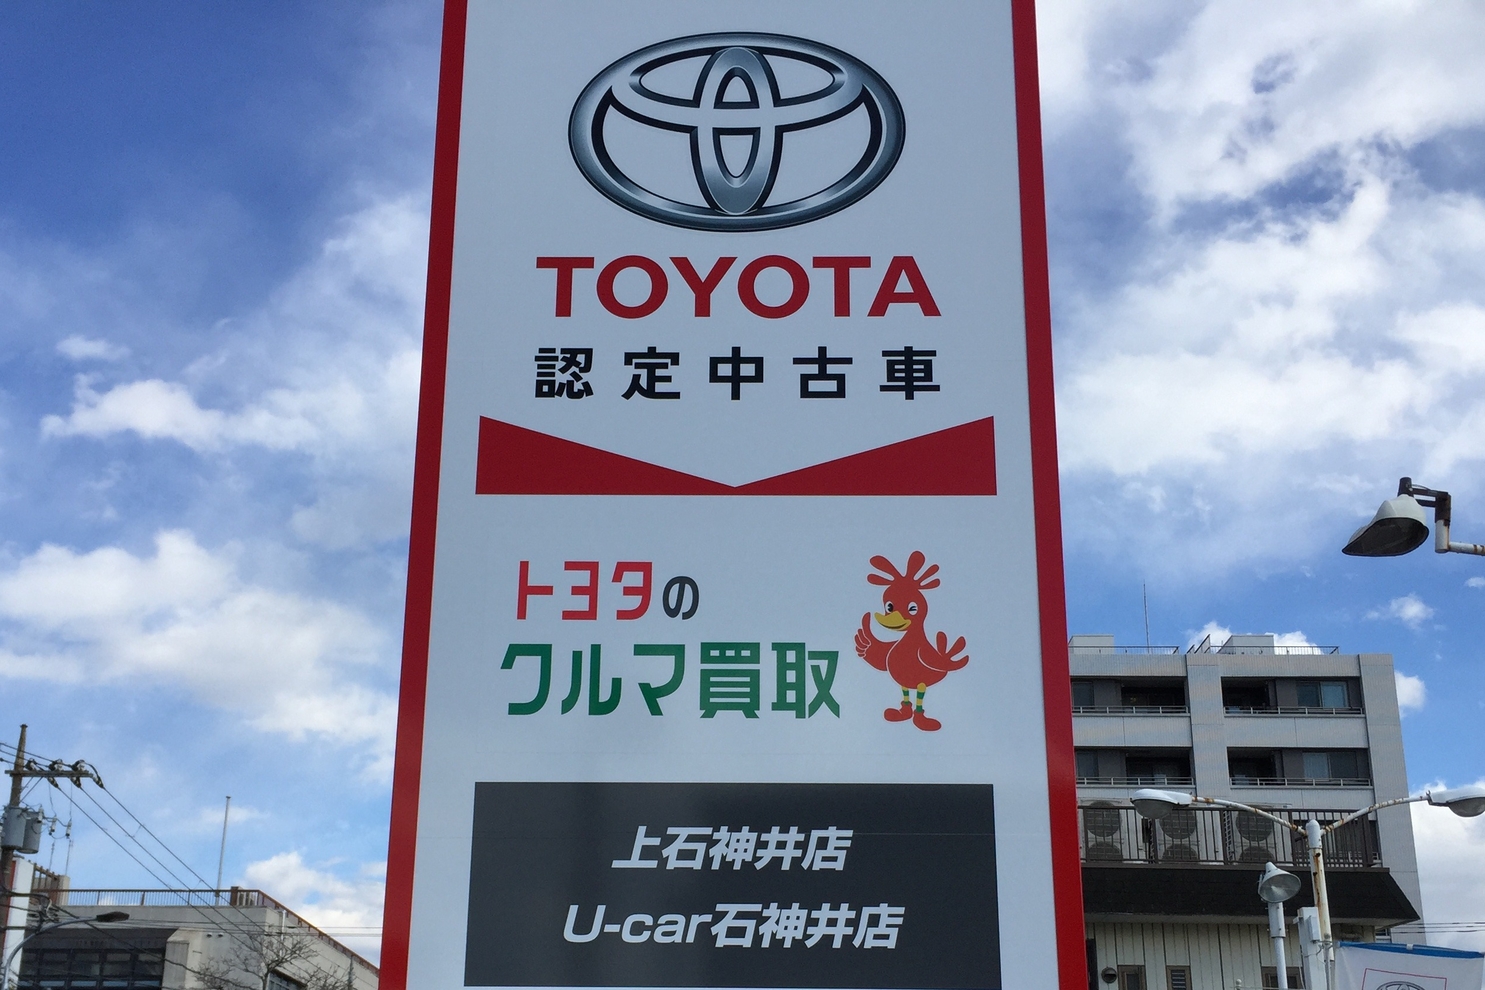 TOYOTA
認定中古車
トヨタの
クルマ買取
上石神井店
U-car石神井店